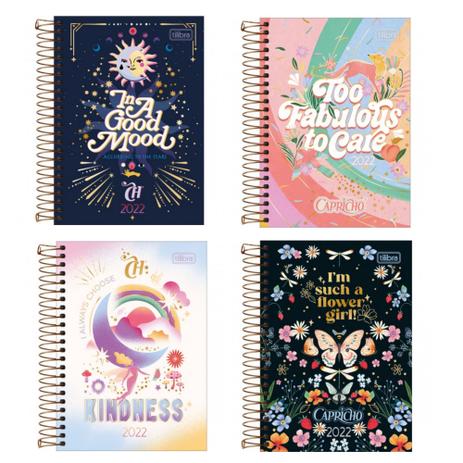 tilibra
In A
Good
Mood
ACCORDING TO THE STARS
CH
2022
tilibra
Too
Fabulous
to Care
2022
CAPRICHO
tilibra
CH
I ALWAYS CHOOSE
KINDNESS
2022
tilibra
I'm
such a
flower
girl!
CAPRICHO
2022